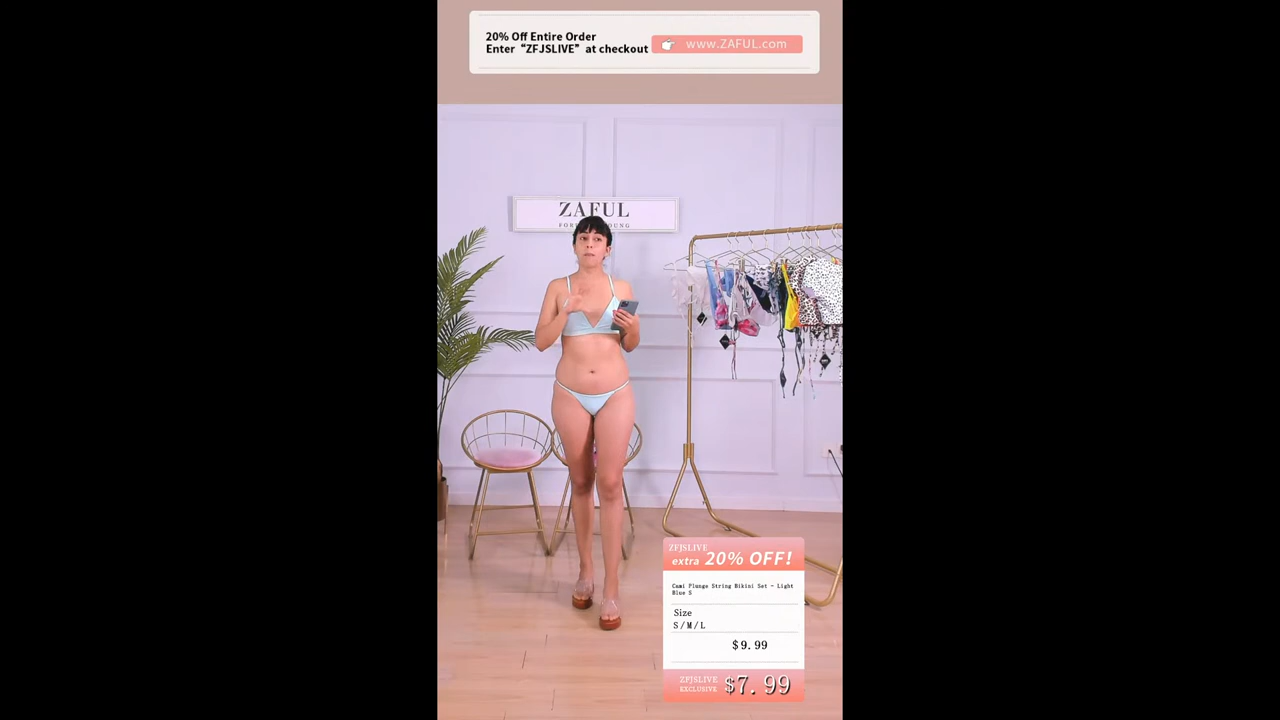 20% Off Entire Order
Enter “ZFJSLIVE” at checkout
www.ZAFUL.com
ZAFUL
ZFJSLIVE
extra 20% OFF!
Cami Plunge String Bikini Set - Light
Blue S
Size
S/M/L
$9.99
ZFJSLIVE
EXCLUSIVE
$7.99